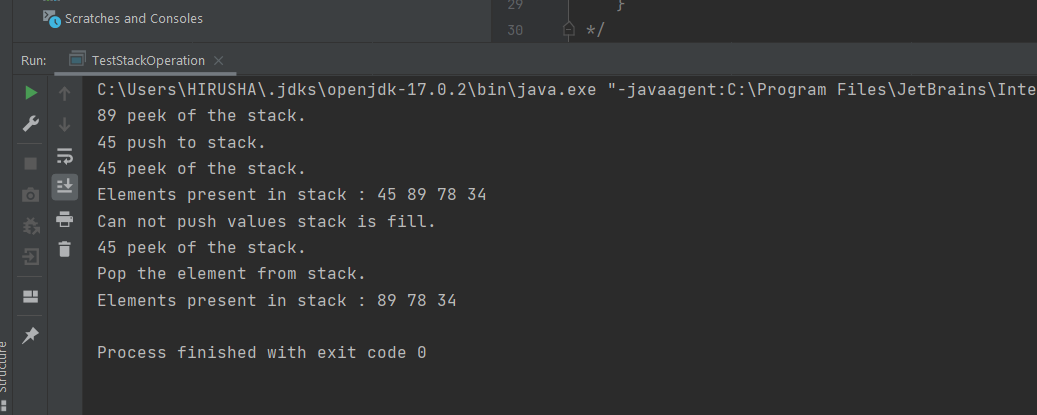 Scratches and Consoles
29 }
30 */
Run: TestStackOperation
C:\Users\HIRUSHA\.jdks\openjdk-17.0.2\bin\java.exe "-javaagent:C:\Program Files\JetBrains\Inte
89 peek of the stack.
45 push to stack.
45 peek of the stack.
Elements present in stack : 45 89 78 34
Can not push values stack is fill.
45 peek of the stack.
Pop the element from stack.
Elements present in stack : 89 78 34
Process finished with exit code 0
Structure